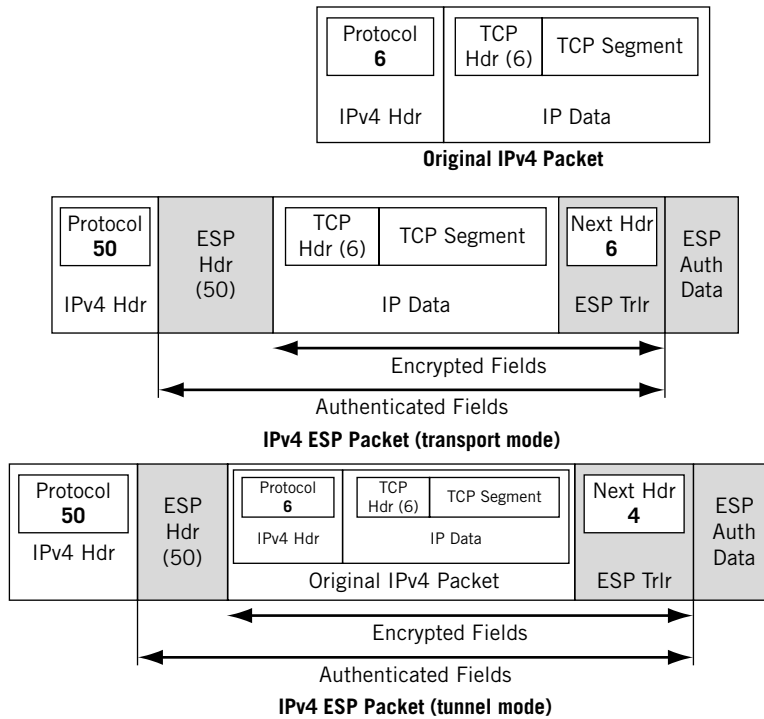 Protocol
6
IPv4 Hdr
TCP
Hdr (6)
TCP Segment
IP Data
Original IPv4 Packet
Protocol
50
IPv4 Hdr
ESP
Hdr
(50)
TCP
Hdr (6)
TCP Segment
IP Data
Next Hdr
6
ESP Trlr
ESP
Auth
Data
Encrypted Fields
Authenticated Fields
IPv4 ESP Packet (transport mode)
Protocol
50
IPv4 Hdr
ESP
Hdr
(50)
Protocol
6
IPv4 Hdr
TCP
Hdr (6)
TCP Segment
IP Data
Original IPv4 Packet
Next Hdr
4
ESP Trlr
ESP
Auth
Data
Encrypted Fields
Authenticated Fields
IPv4 ESP Packet (tunnel mode)